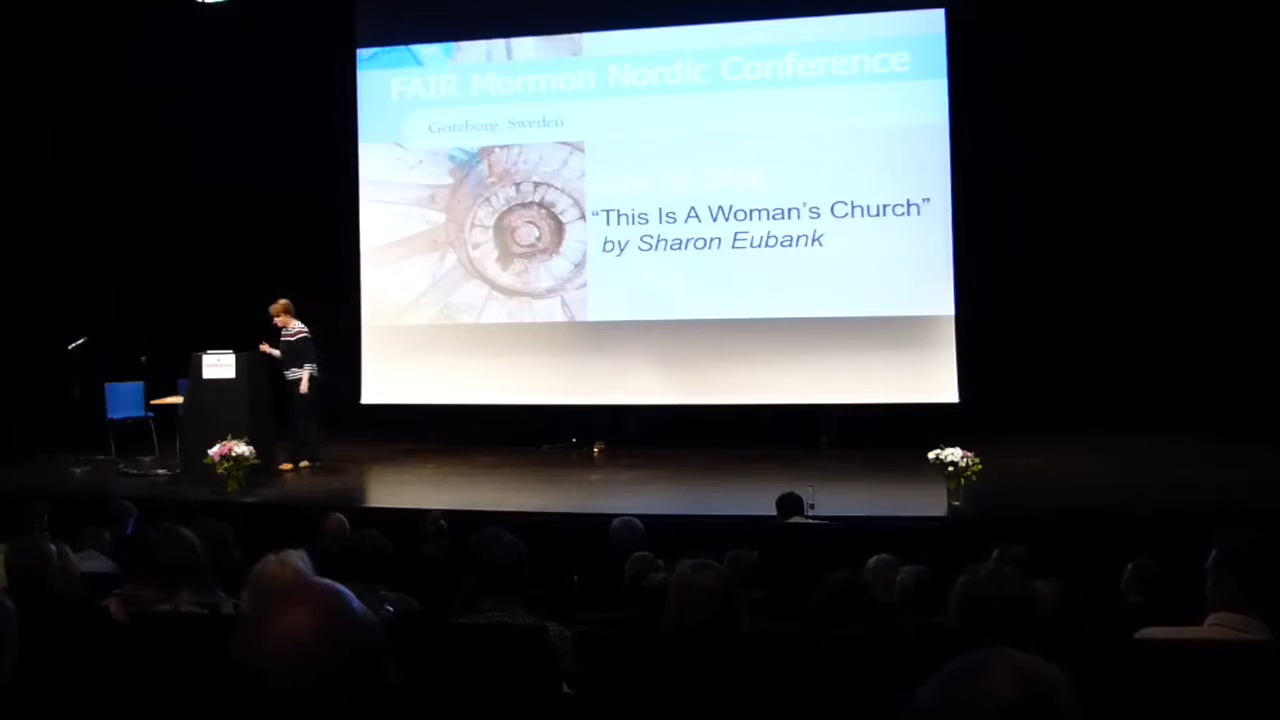 FAIR Mormon Nordic Conference
Goteborg, Sweden
“This Is A Woman’s Church”
by Sharon Eubank